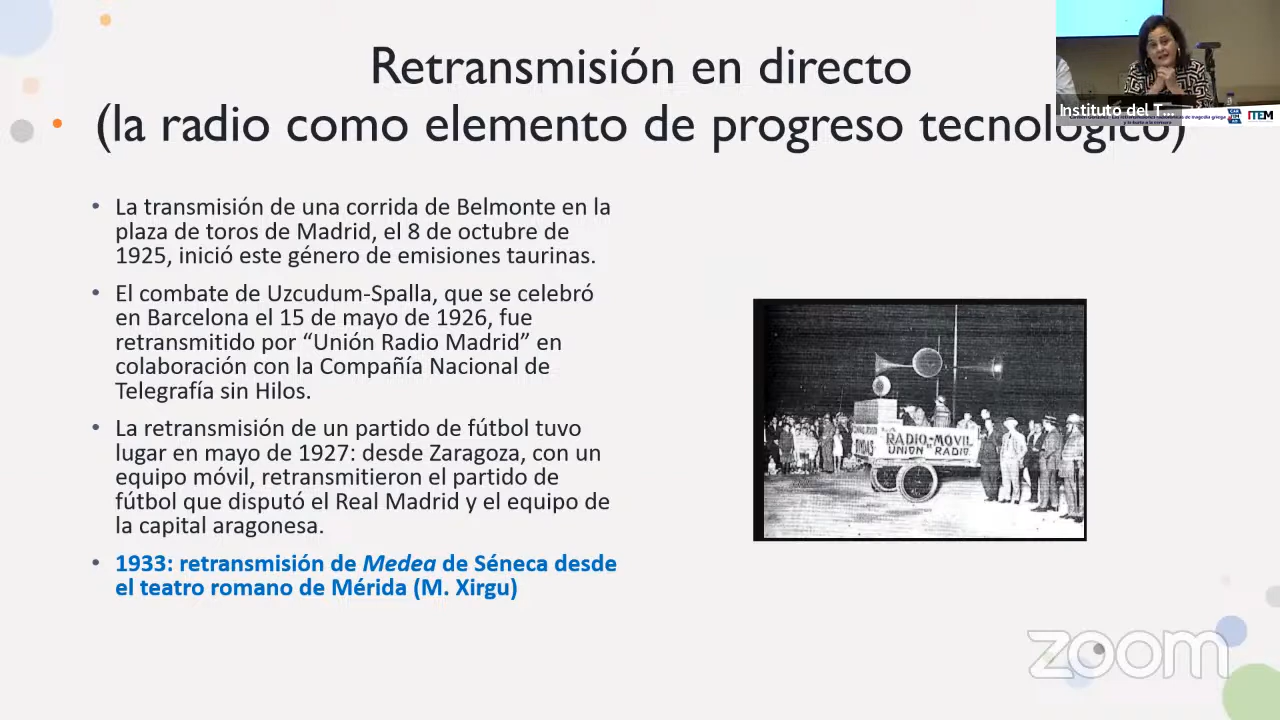 Retransmisión en directo
(la radio como elemento de progreso tecnológico)
Instituto del T...
ITEM
• La transmisión de una corrida de Belmonte en la
plaza de toros de Madrid, el 8 de octubre de
1925, inició este género de emisiones taurinas.
• El combate de Uzcudum-Spalla, que se celebró
en Barcelona el 15 de mayo de 1926, fue
retransmitido por “Unión Radio Madrid” en
colaboración con la Compañía Nacional de
Telegrafía sin Hilos.
• La retransmisión de un partido de fútbol tuvo
lugar en mayo de 1927: desde Zaragoza, con un
equipo móvil, retransmitieron el partido de
fútbol que disputó el Real Madrid y el equipo de
la capital aragonesa.
• 1933: retransmisión de Medea de Séneca desde
el teatro romano de Mérida (M. Xirgu)
RADIO-MOVIL
UNION RADIO
zoom